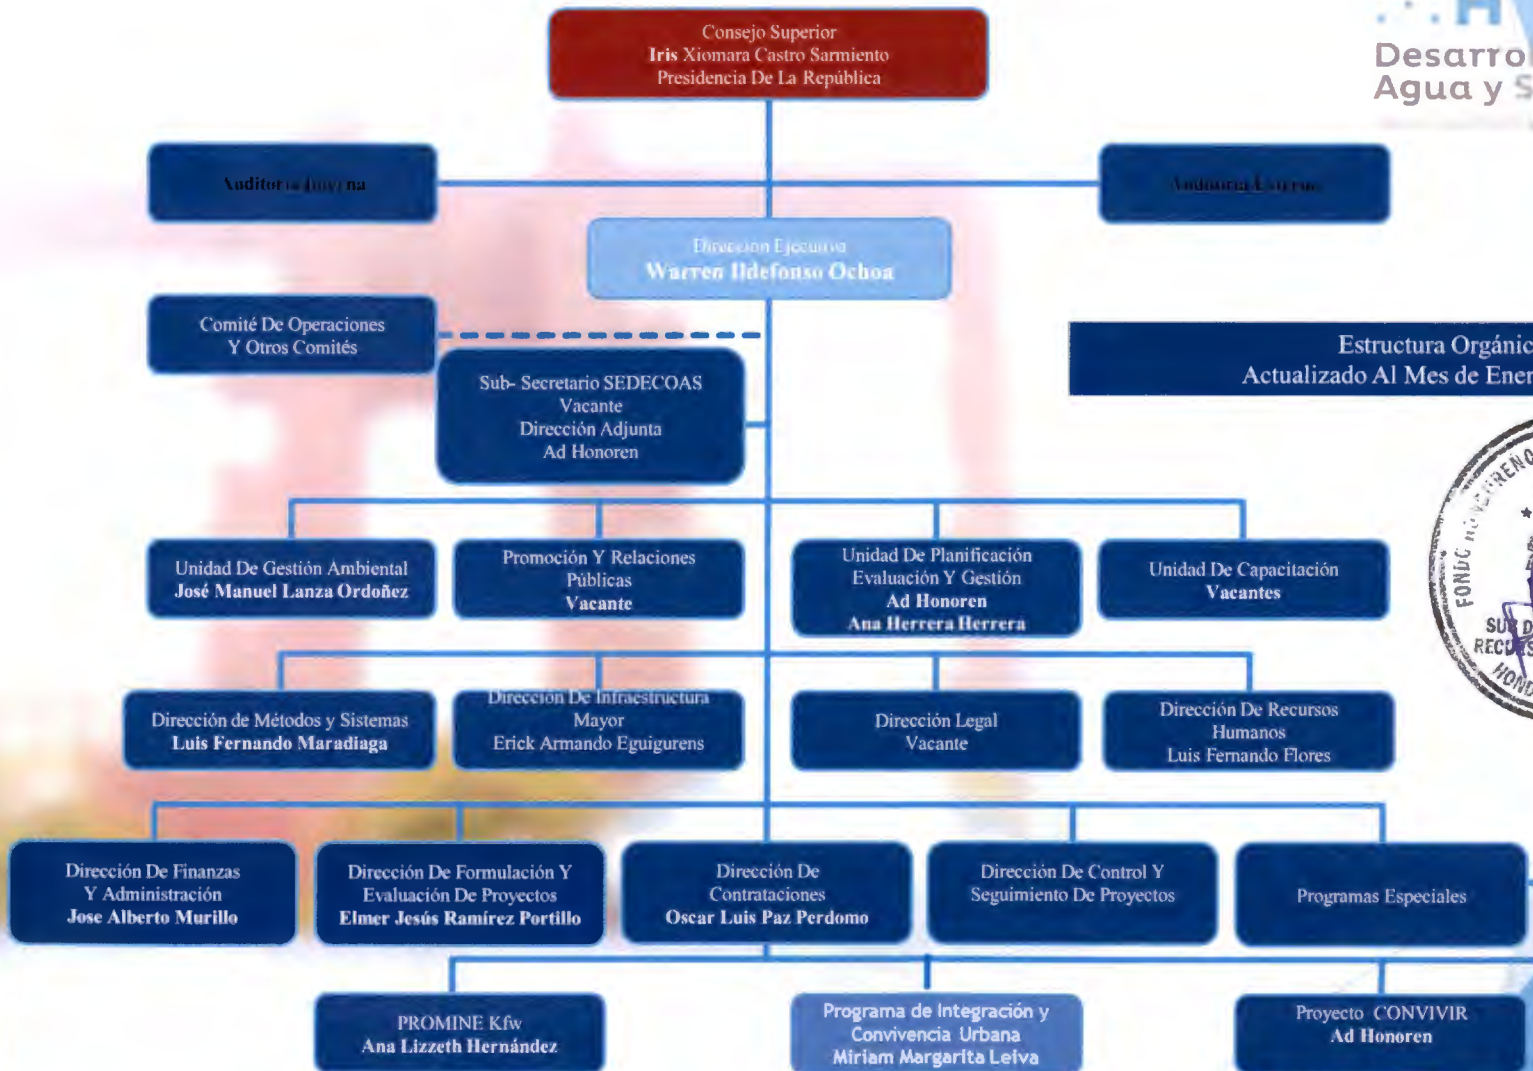 Desarro
Agua y S
Consejo Superior
Iris Xiomara Castro Sarmiento
Presidencia De La República
Auditoria Interna
Auditoria Externa
Dirección Ejecutiva
Warren Ildefonso Ochoa
Comité De Operaciones
Y Otros Comités
Estructura Orgánic
Actualizado Al Mes de Ener
Sub- Secretario SEDECOAS
Vacante
Dirección Adjunta
Ad Honoren
Unidad De Gestión Ambiental
José Manuel Lanza Ordoñez
Promoción Y Relaciones
Públicas
Vacante
Unidad De Planificación
Evaluación Y Gestión
Ad Honoren
Ana Herrera Herrera
Unidad De Capacitación
Vacantes
FONDO
SUB D
HOND
Dirección de Métodos y Sistemas
Luis Fernando Maradiaga
Dirección De Infraestructura
Mayor
Erick Armando Eguigurens
Dirección Legal
Vacante
Dirección De Recursos
Humanos
Luis Fernando Flores
Dirección De Finanzas
Y Administración
Jose Alberto Murillo
Dirección De Formulación Y
Evaluación De Proyectos
Elmer Jesús Ramírez Portillo
Dirección De
Contrataciones
Oscar Luis Paz Perdomo
Dirección De Control Y
Seguimiento De Proyectos
Programas Especiales
PROMINE Kfw
Ana Lizzeth Hernández
Programa de Integración y
Convivencia Urbana
Miriam Margarita Leiva
Proyecto CONVIVIR
Ad Honoren